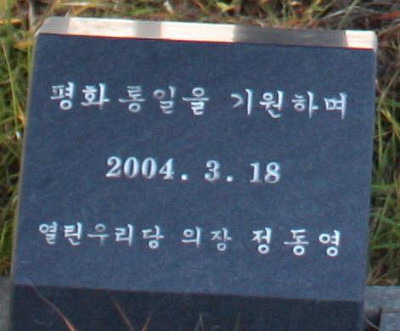 평화통일을 기원하며
2004. 3. 18
열린우리당 의장 정동영